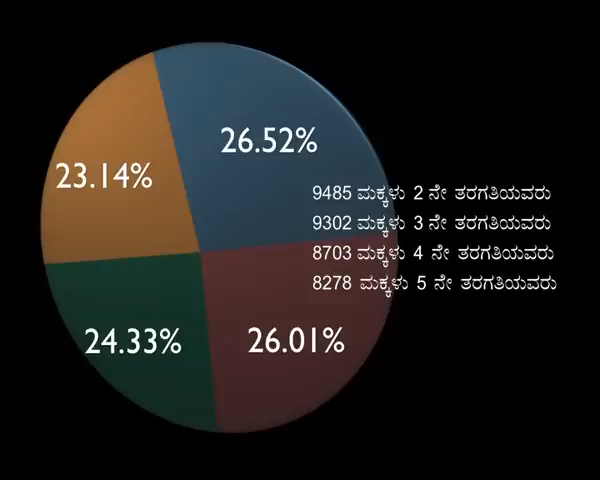 26.52%
23.14%
9485 ಮಕ್ಕಳು 2 ನೇ ತರಗತಿಯವರು
9302 ಮಕ್ಕಳು 3 ನೇ ತರಗತಿಯವರು
8703 ಮಕ್ಕಳು 4 ನೇ ತರಗತಿಯವರು
8278 ಮಕ್ಕಳು 5 ನೇ ತರಗತಿಯವರು
24.33%
26.01%